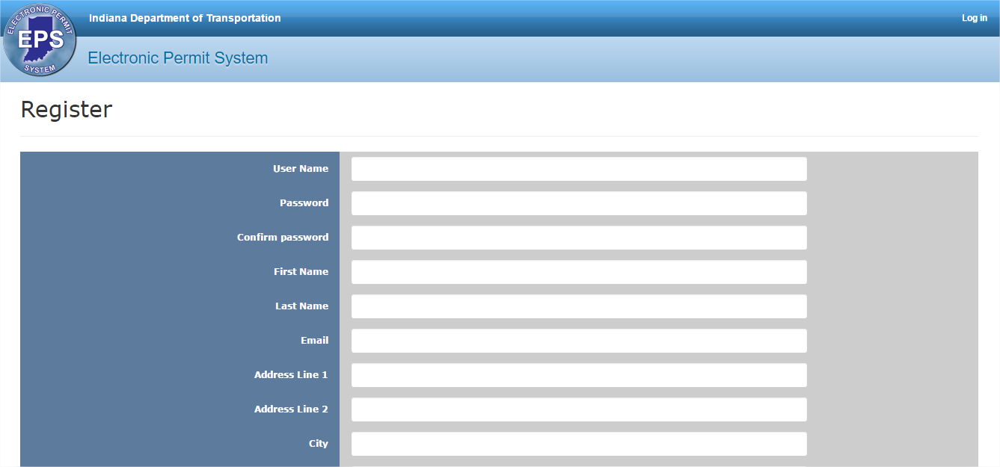 ELECTRONIC PERMIT
EPS
SYSTEM
Indiana Department of Transportation
Log in
Electronic Permit System
Register
User Name
Password
Confirm password
First Name
Last Name
Email
Address Line 1
Address Line 2
City